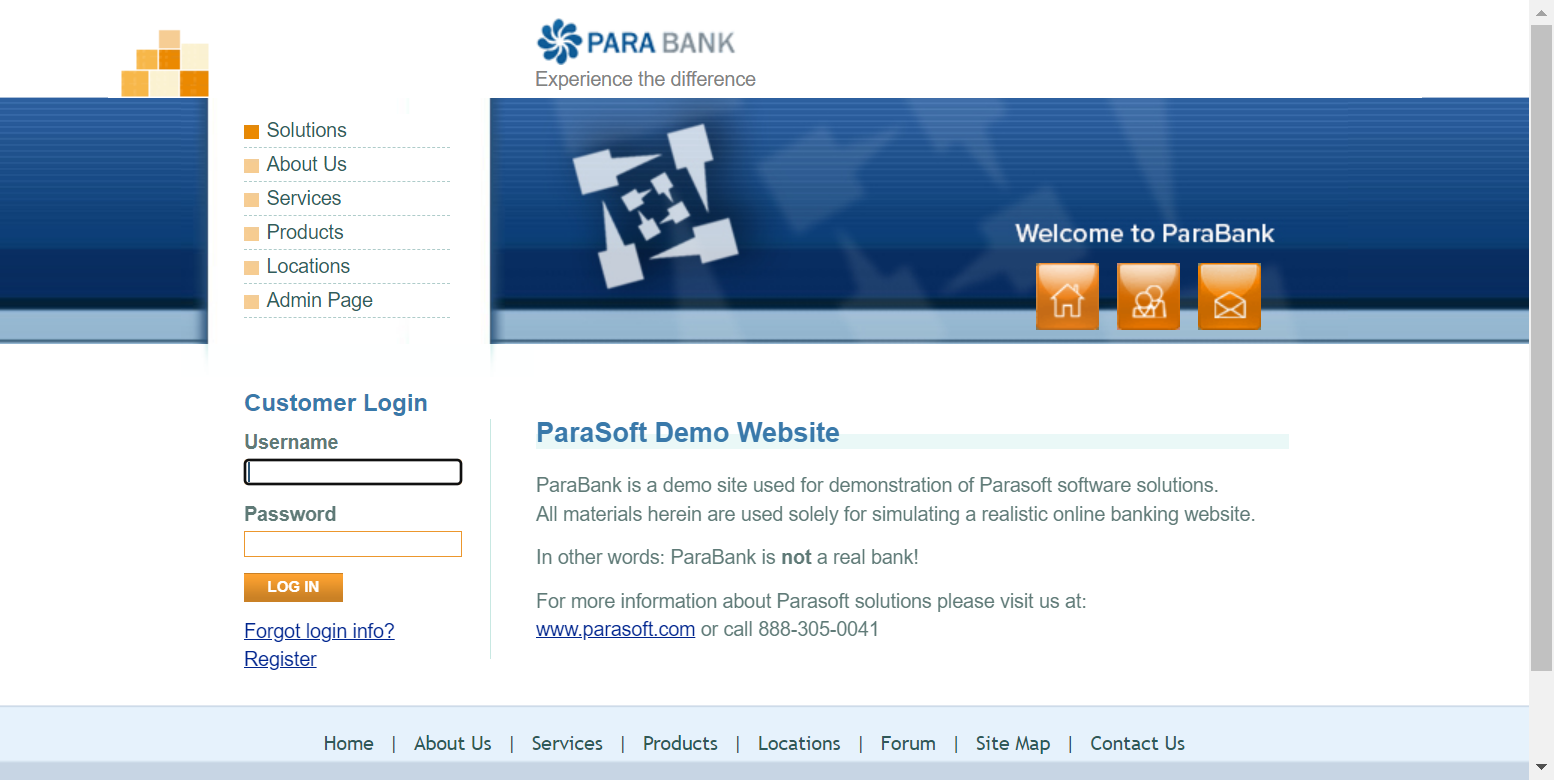 PARA BANK
Experience the difference
Solutions
About Us
Services
Products
Locations
Admin Page
Welcome to ParaBank
Customer Login
Username
Password
LOG IN
Forgot login info?
Register
ParaSoft Demo Website
ParaBank is a demo site used for demonstration of Parasoft software solutions.
All materials herein are used solely for simulating a realistic online banking website.
In other words: ParaBank is not a real bank!
For more information about Parasoft solutions please visit us at:
www.parasoft.com or call 888-305-0041
Home | About Us | Services | Products | Locations | Forum | Site Map | Contact Us